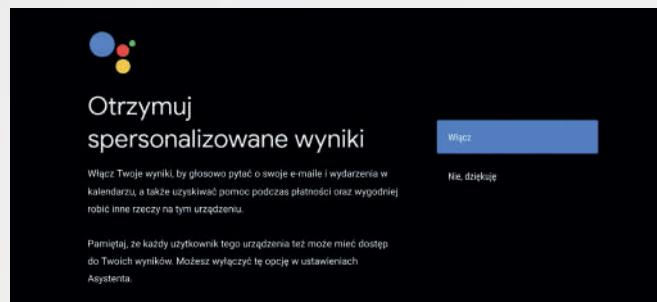 Otrzymuj
spersonalizowane wyniki
Włącz Twoje wyniki, by głosowo pytać o swoje e-maile i wydarzenia w
kalendarzu, a także uzyskiwać pomoc podczas płatności oraz wygodniej
robić inne rzeczy na tym urządzeniu.
Pamiętaj, że każdy użytkownik tego urządzenia też może mieć dostęp
do Twoich wyników. Możesz wyłączyć tę opcję w ustawieniach
Asystenta.
Włącz
Nie, dziękuję